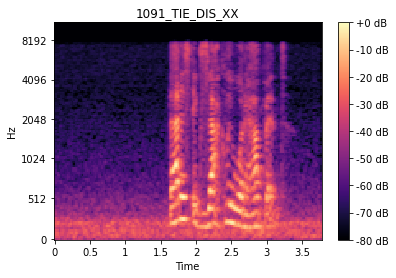 1091_TIE_DIS_XX
Hz
8192
4096
2048
1024
512
0
0
0.5
1
1.5
2
2.5
3
3.5
Time
+0 dB
-10 dB
-20 dB
-30 dB
-40 dB
-50 dB
-60 dB
-70 dB
-80 dB